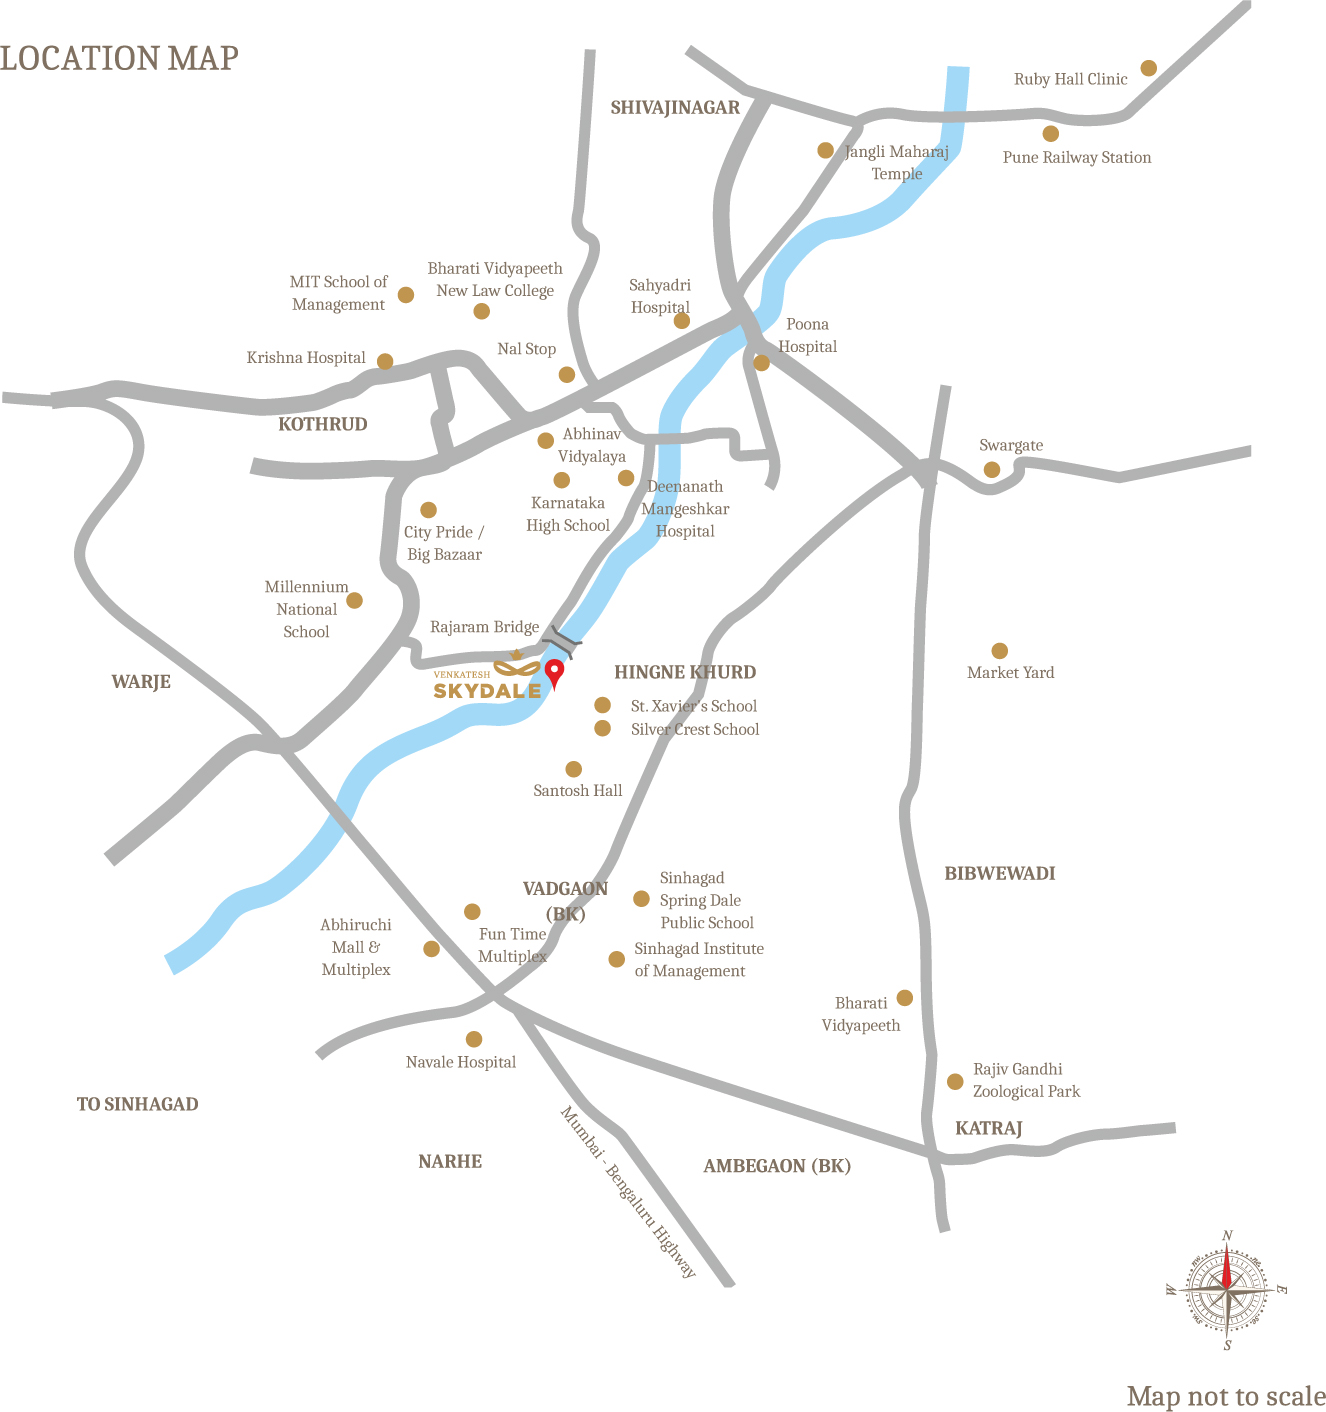 LOCATION MAP
Ruby Hall Clinic
SHIVAJINAGAR
Jangli Maharaj
Temple
Pune Railway Station
MIT School of
Management
Bharati Vidyapeeth
New Law College
Sahyadri
Hospital
Poona
Hospital
Krishna Hospital
Nal Stop
KOTHRUD
Abhinav
Vidyalaya
Swargate
Karnataka
High School
Deenanath
Mangeshkar
Hospital
City Pride /
Big Bazaar
Millennium
National
School
Rajaram Bridge
WARJE
VENKATESH
SKYDALE
HINGNE KHURD
Market Yard
St. Xavier's School
Silver Crest School
Santosh Hall
VADGAON
(BK)
Sinhagad
Spring Dale
Public School
BIBWEWADI
Abhiruchi
Mall &
Multiplex
Fun Time
Multiplex
Sinhagad Institute
of Management
Bharati
Vidyapeeth
Navale Hospital
Rajiv Gandhi
Zoological Park
TO SINHAGAD
Mumbai - Bengaluru Highway
KATRAJ
NARHE
AMBEGAON (BK)
N
NW
NE
W
E
SW
SE
S
Map not to scale